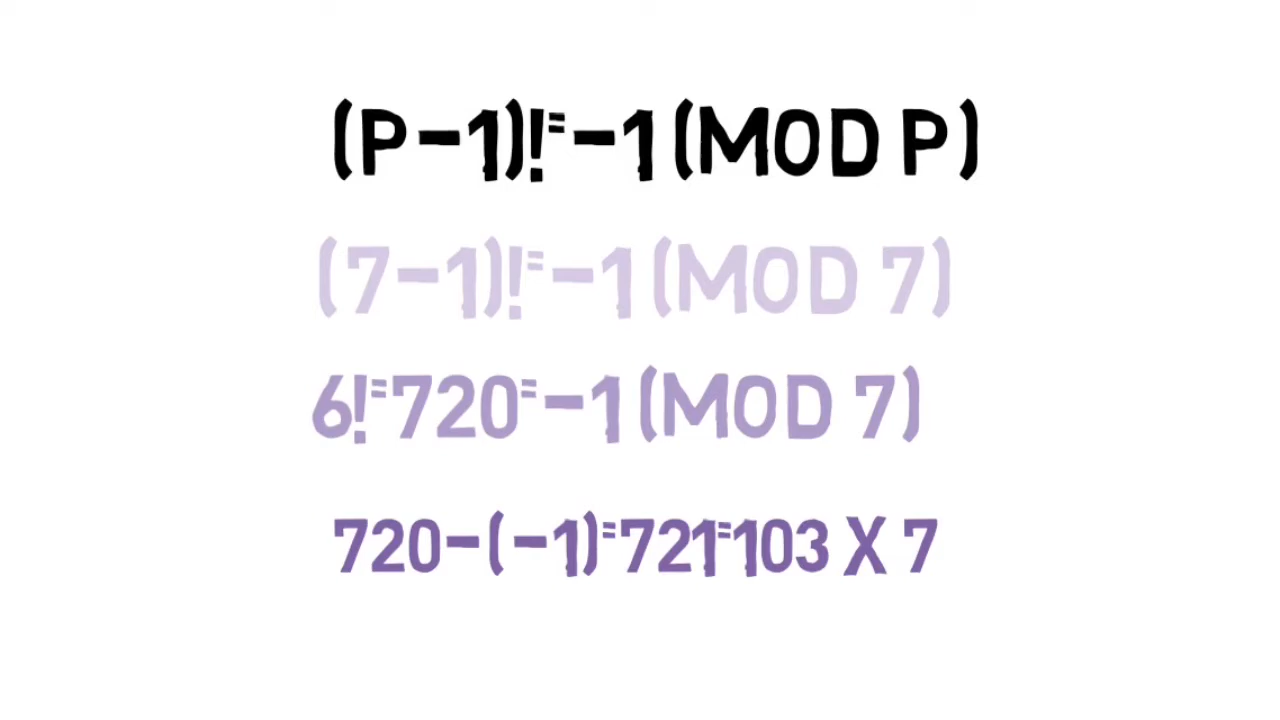 (P-1)!=-1 (MOD P)
(7-1)!=-1 (MOD 7)
6!=720=-1 (MOD 7)
720-(-1)=721=103 X 7